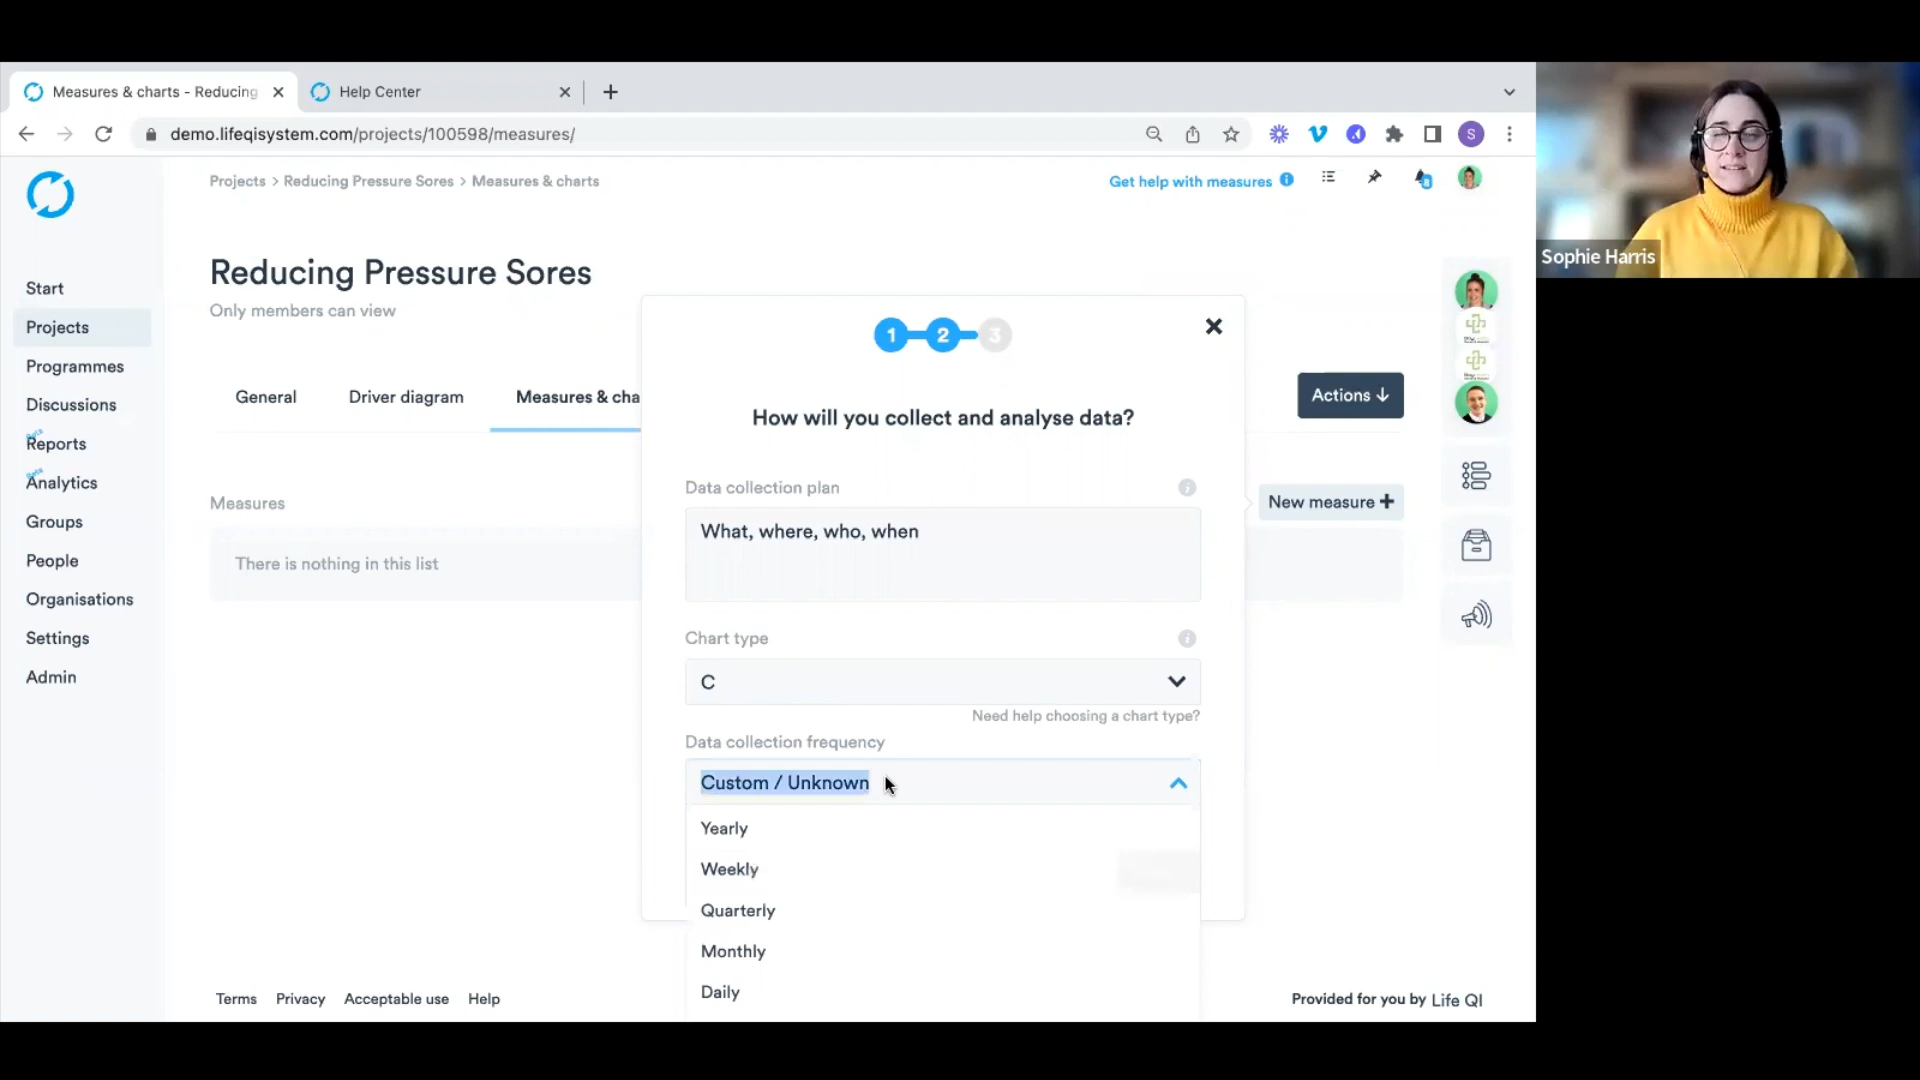 Measures & charts - Reducing
Help Center
demo.lifeqisystem.com/projects/100598/measures/
S
Projects > Reducing Pressure Sores > Measures & charts
Get help with measures
8
Sophie Harris
Reducing Pressure Sores
Only members can view
Start
Projects
Programmes
Discussions
Beta
Reports
Beta
Analytics
Groups
People
Organisations
Settings
Admin
General
Driver diagram
Measures & cha
Actions
1 2 3
How will you collect and analyse data?
Measures
New measure +
There is nothing in this list
Data collection plan
What, where, who, when
Chart type
C
Need help choosing a chart type?
Data collection frequency
Custom / Unknown
Yearly
Weekly
Quarterly
Monthly
Daily
Terms Privacy Acceptable use Help
Provided for you by Life QI